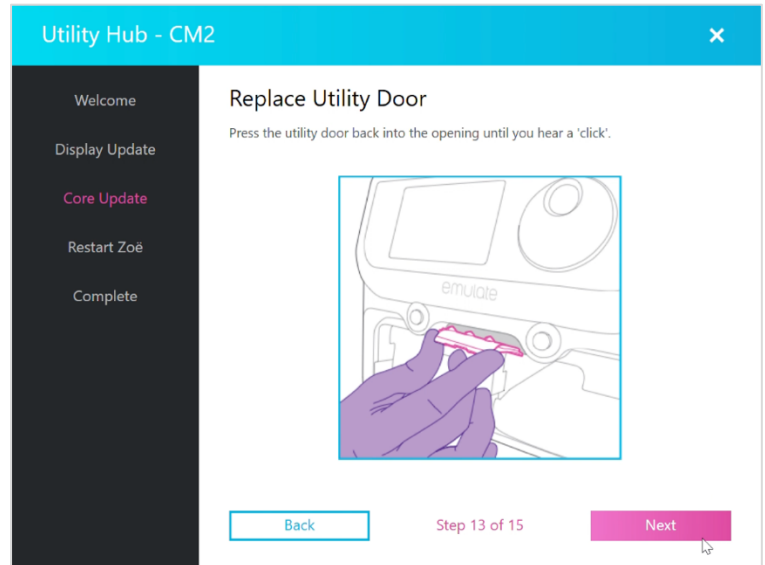 Utility Hub - CM2
Welcome
Display Update
Core Update
Restart Zoë
Complete
Replace Utility Door
Press the utility door back into the opening until you hear a 'click'.
emulate
Back
Step 13 of 15
Next